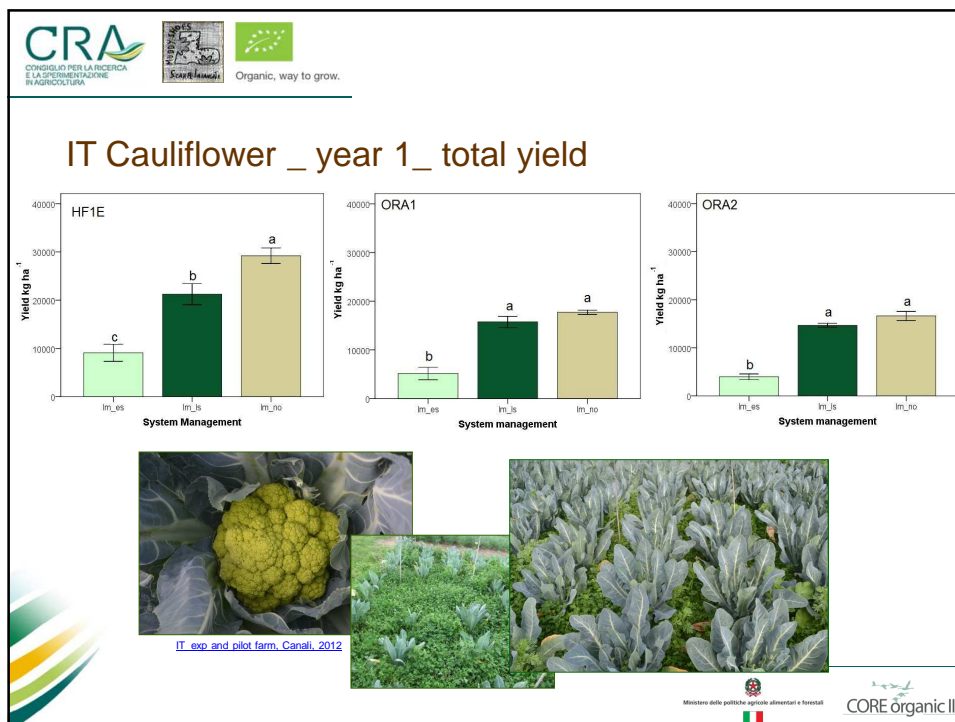 CRA
CONSIGLIO PER LA RICERCA
E LA SPERIMENTAZIONE
IN AGRICOLTURA
MUDDY SHOES
Organic, way to grow.
IT Cauliflower _ year 1_ total yield
HF1E
Yield kg ha -1
40000
30000
20000
10000
0
c
b
a
lm_es
lm_ls
lm_no
System Management
ORA1
Yield kg ha -1
40000
30000
20000
10000
0
b
a
a
lm_es
lm_ls
lm_no
System management
ORA2
Yield kg ha -1
40000
30000
20000
10000
0
b
a
a
lm_es
lm_ls
lm_no
System management
IT exp and pilot farm, Canali, 2012
Ministero delle politiche agricole alimentari e forestali
CORE organic II